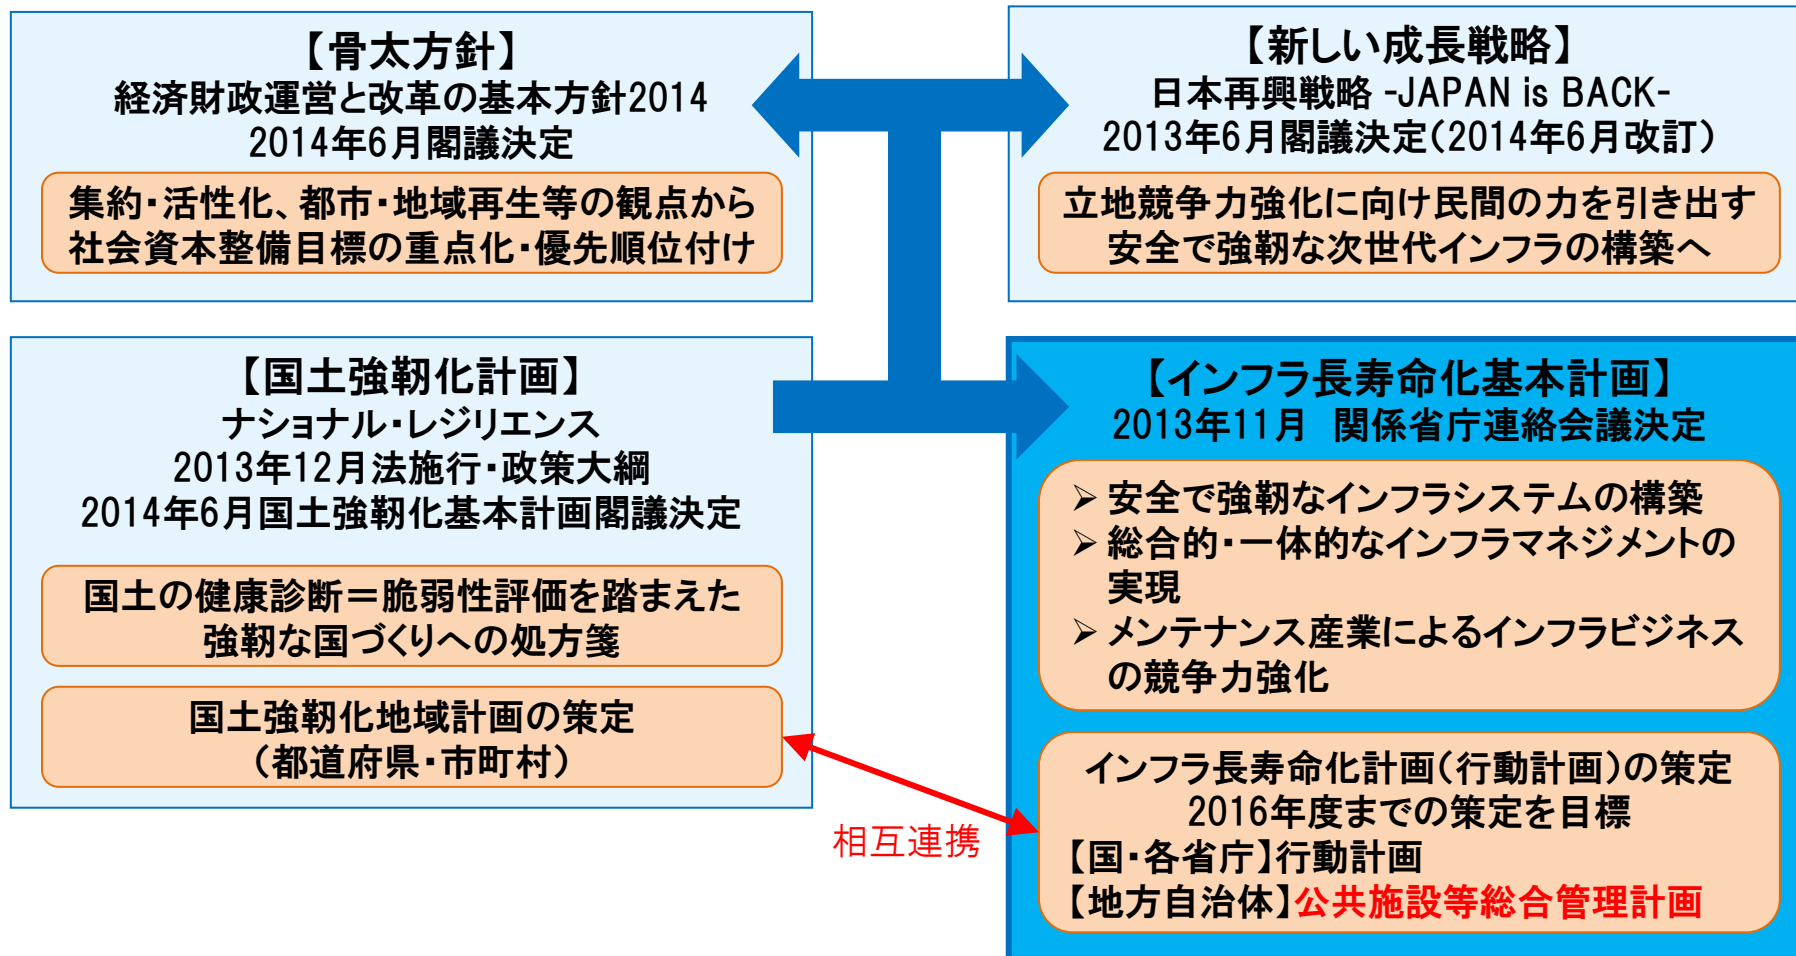 【骨太方針】
経済財政運営と改革の基本方針2014
2014年6月閣議決定
集約・活性化、都市・地域再生等の観点から
社会資本整備目標の重点化・優先順位付け
【新しい成長戦略】
日本再興戦略 -JAPAN is BACK-
2013年6月閣議決定（2014年6月改訂）
立地競争力強化に向け民間の力を引き出す
安全で強靭な次世代インフラの構築へ
【国土強靭化計画】
ナショナル・レジリエンス
2013年12月法施行・政策大綱
2014年6月国土強靭化基本計画閣議決定
国土の健康診断＝脆弱性評価を踏まえた
強靭な国づくりへの処方箋
国土強靭化地域計画の策定
（都道府県・市町村）
【インフラ長寿命化基本計画】
2013年11月 関係省庁連絡会議決定
➢ 安全で強靭なインフラシステムの構築
➢ 総合的・一体的なインフラマネジメントの
実現
➢ メンテナンス産業によるインフラビジネス
の競争力強化
インフラ長寿命化計画（行動計画）の策定
2016年度までの策定を目標
【国・各省庁】行動計画
【地方自治体】公共施設等総合管理計画
相互連携